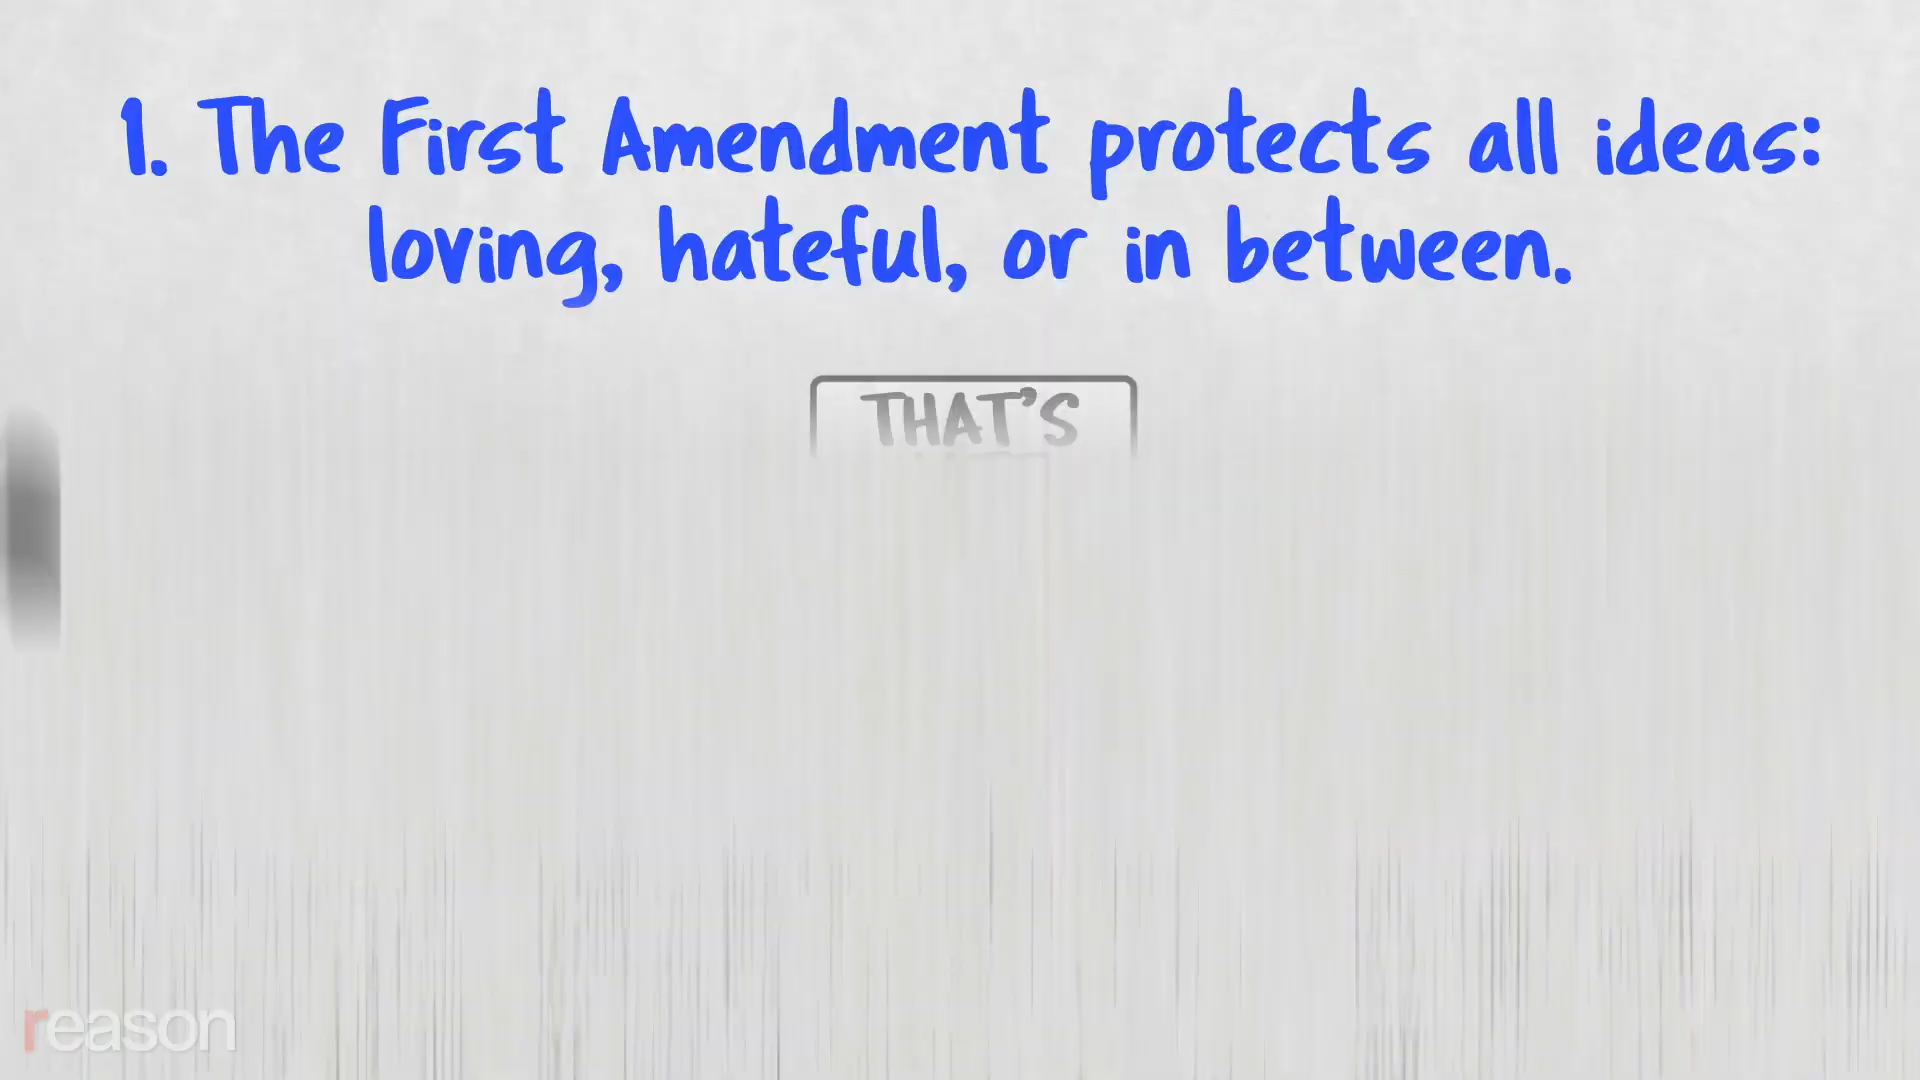 1. The First Amendment protects all ideas:
loving, hateful, or in between.
THAT'S
reason